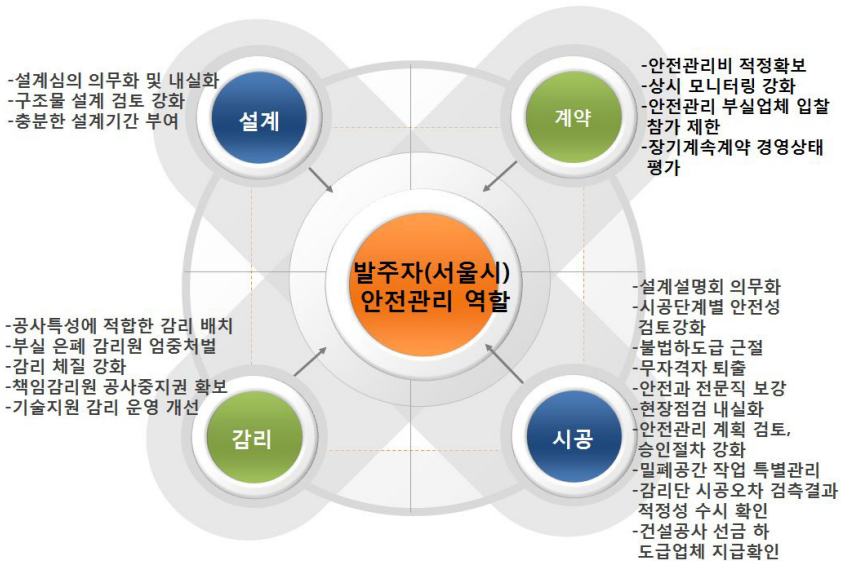 -설계심의 의무화 및 내실화
-구조물 설계 검토 강화
-충분한 설계기간 부여
설계
계약
-안전관리비 적정확보
-상시 모니터링 강화
-안전관리 부실업체 입찰
참가 제한
-장기계속계약 경영상태
평가
발주자(서울시)
안전관리 역할
-공사특성에 적합한 감리 배치
-부실 은폐 감리원 엄중처벌
-감리 체질 강화
-책임감리원 공사중지권 확보
-기술지원 감리 운영 개선
감리
시공
-설계설명회 의무화
-시공단계별 안전성
검토강화
-불법하도급 근절
-무자격자 퇴출
-안전과 전문직 보강
-현장점검 내실화
-안전관리 계획 검토,
승인절차 강화
-밀폐공간 작업 특별관리
-감리단 시공오차 검측결과
적정성 수시 확인
-건설공사 선금 하
도급업체 지급확인